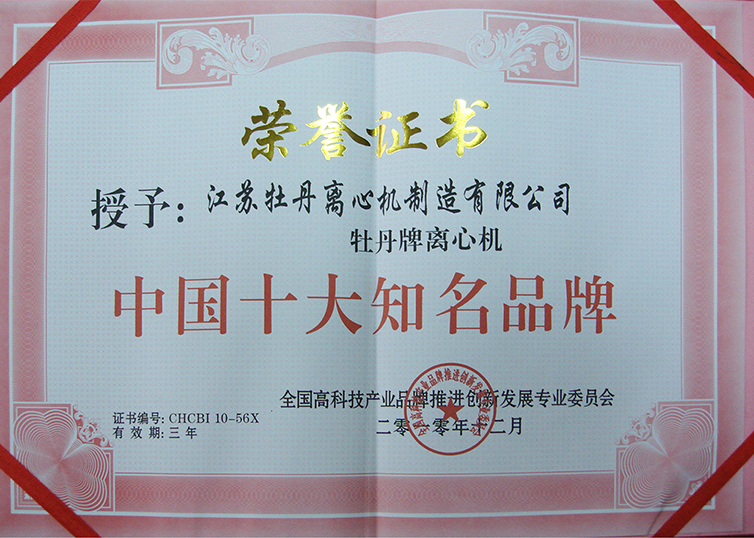 荣誉证书
授予：江苏牡丹离心机制造有限公司
牡丹牌离心机
中国十大知名品牌
全国高科技产业品牌推进创新发展专业委员会
二零一零年十二月
证书编号：CHCBI 10-56X
有效期：三年